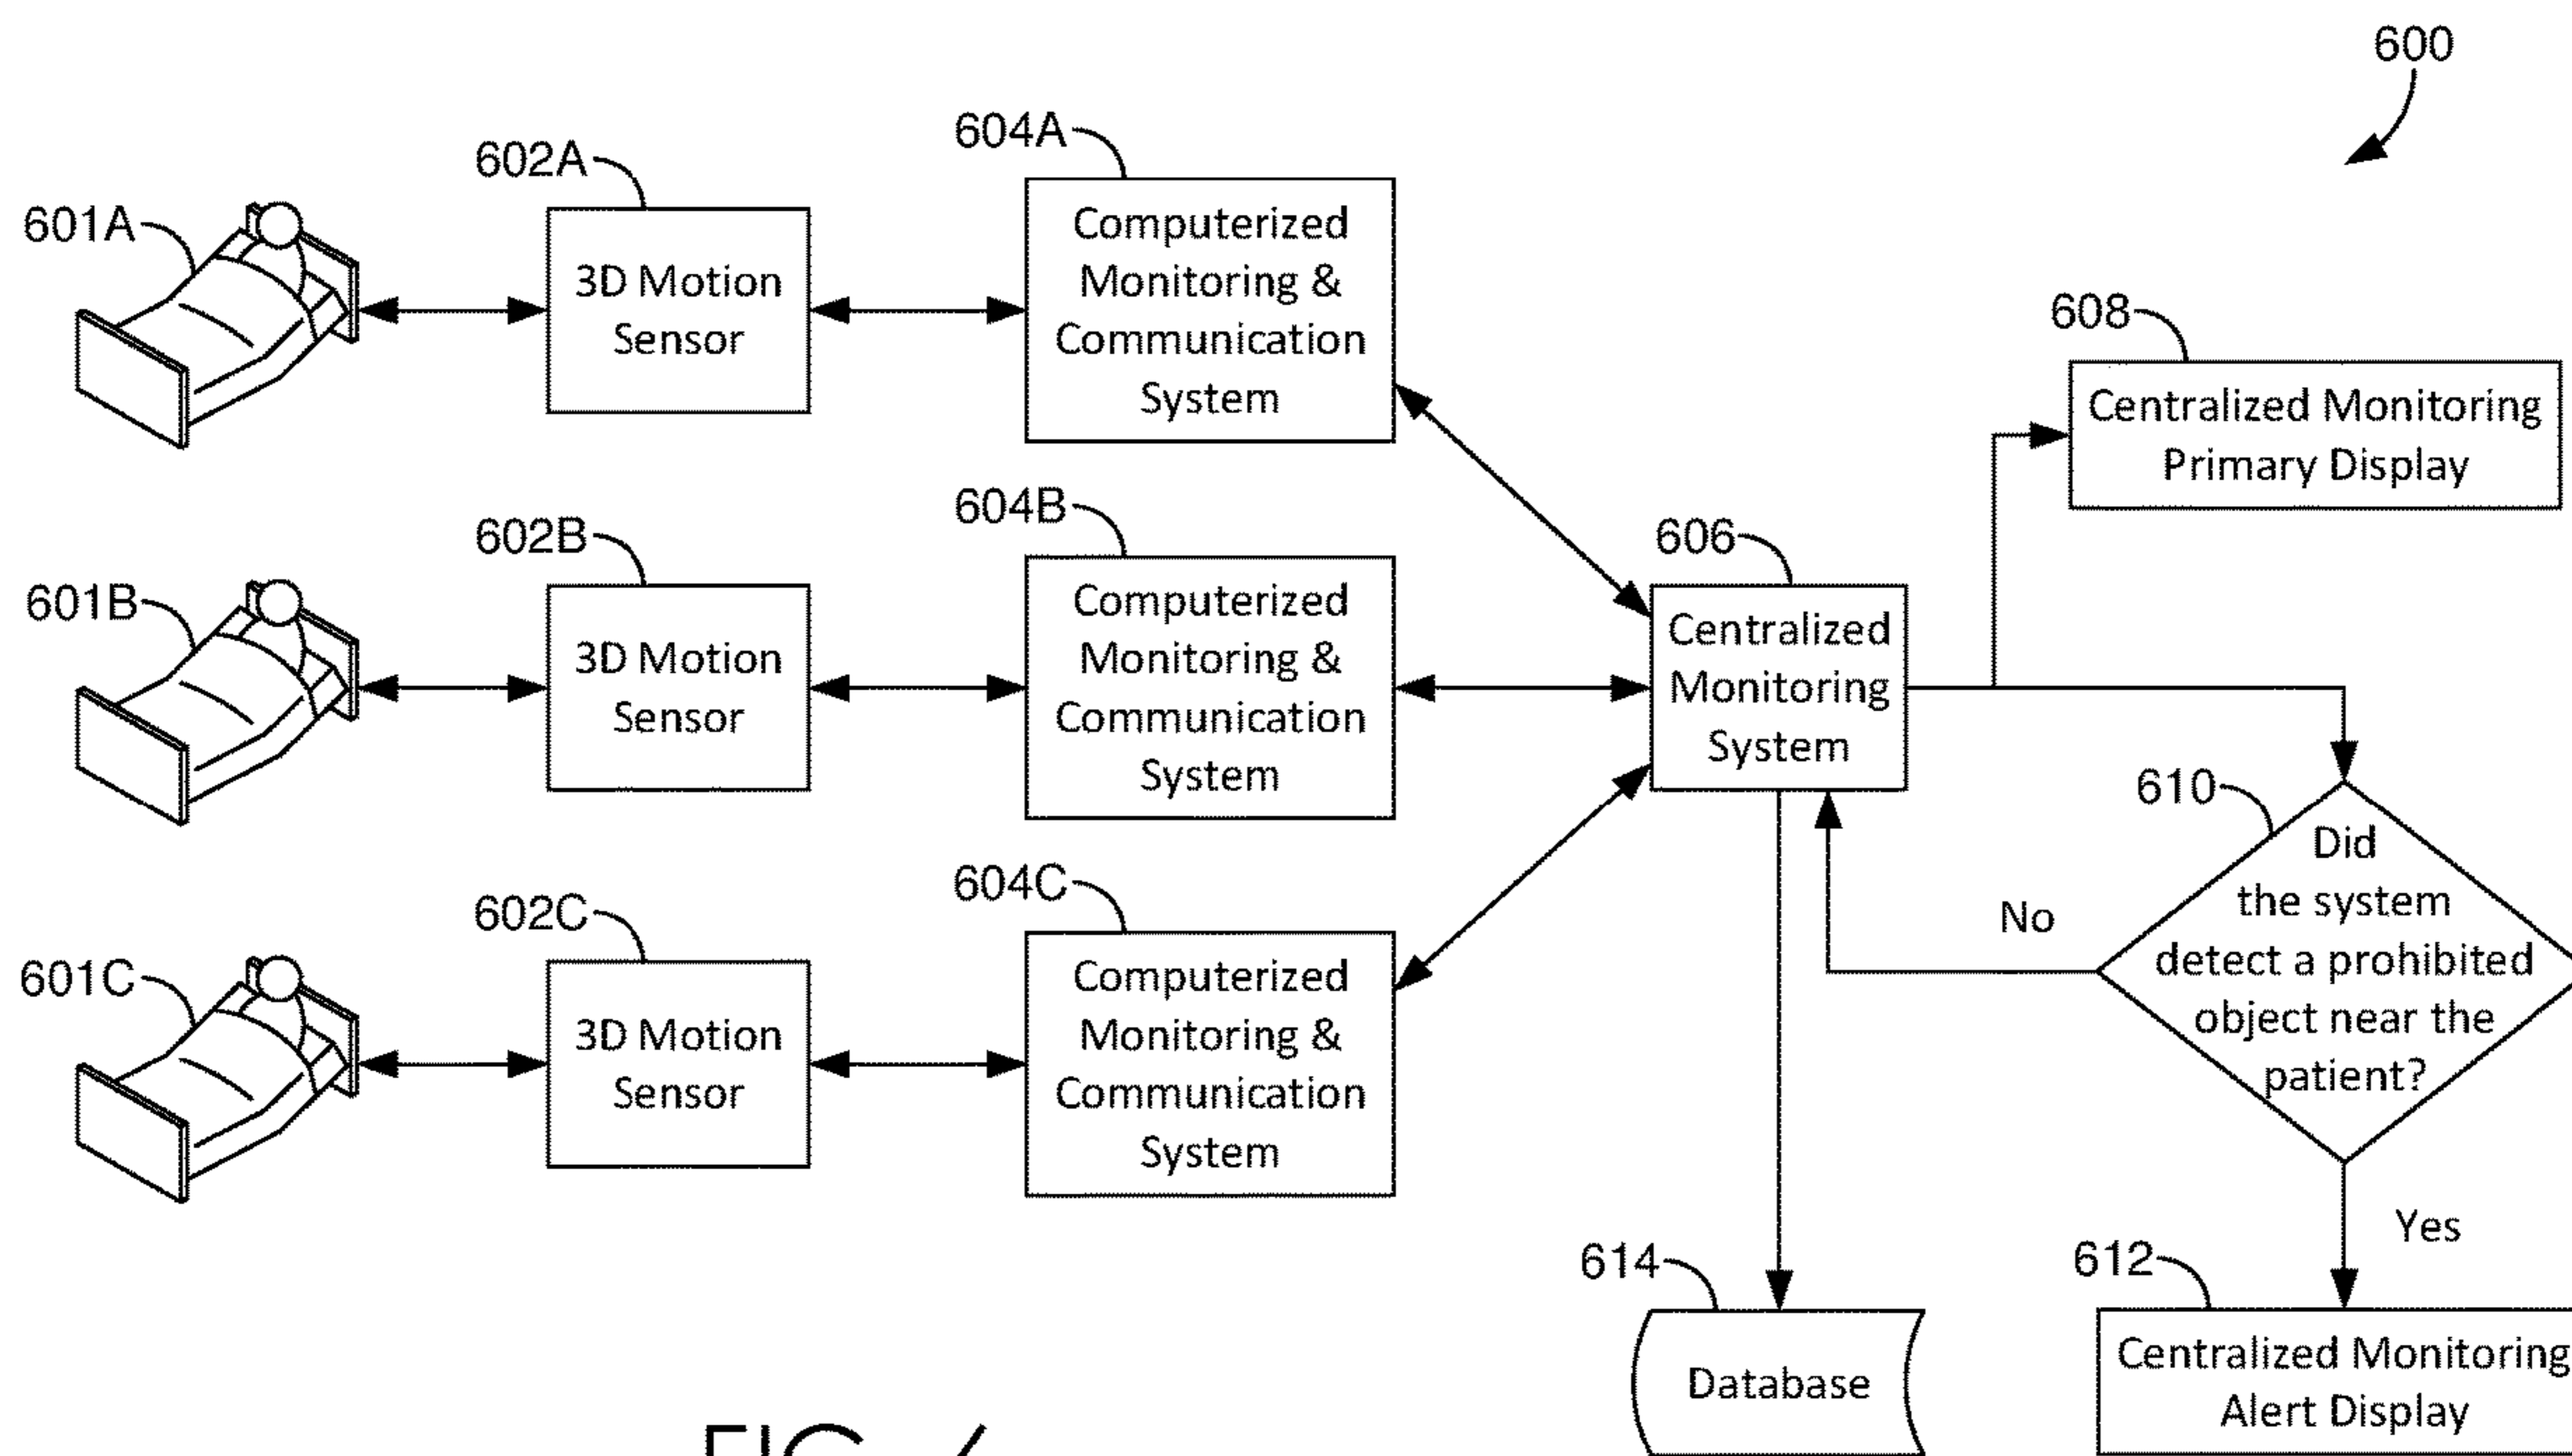 600
601A
602A
3D Motion
Sensor
604A
Computerized
Monitoring &
Communication
System
608
Centralized Monitoring
Primary Display
601B
602B
3D Motion
Sensor
604B
Computerized
Monitoring &
Communication
System
606
Centralized
Monitoring
System
610
Did
the system
detect a prohibited
object near the
patient?
No
Yes
601C
602C
3D Motion
Sensor
604C
Computerized
Monitoring &
Communication
System
614
Database
612
Centralized Monitoring
Alert Display
FIG.